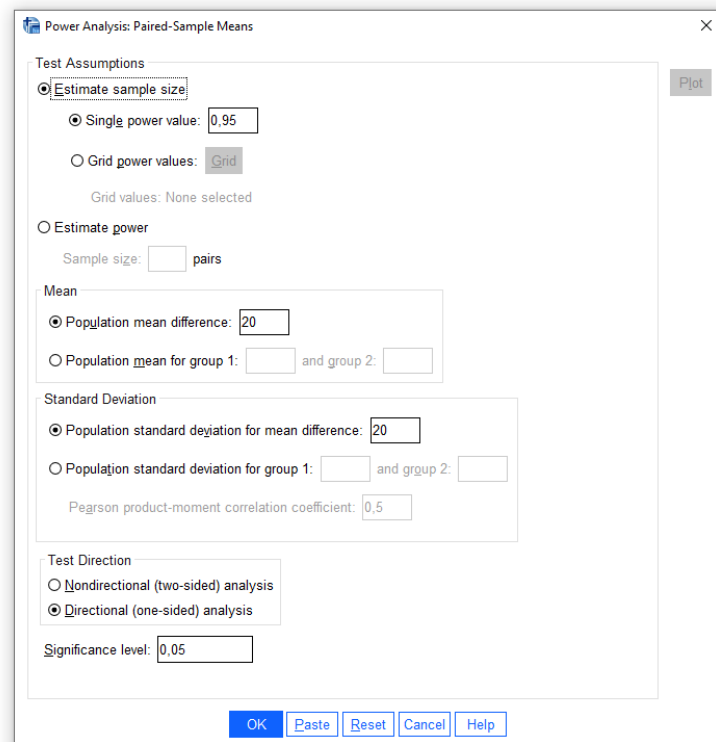 Power Analysis: Paired-Sample Means
Test Assumptions
Estimate sample size
Plot
Single power value: 0,95
Grid power values: Grid
Grid values: None selected
Estimate power
Sample size: pairs
Mean
Population mean difference: 20
Population mean for group 1: and group 2:
Standard Deviation
Population standard deviation for mean difference: 20
Population standard deviation for group 1: and group 2:
Pearson product-moment correlation coefficient: 0,5
Test Direction
Nondirectional (two-sided) analysis
Directional (one-sided) analysis
Significance level: 0,05
OK Paste Reset Cancel Help